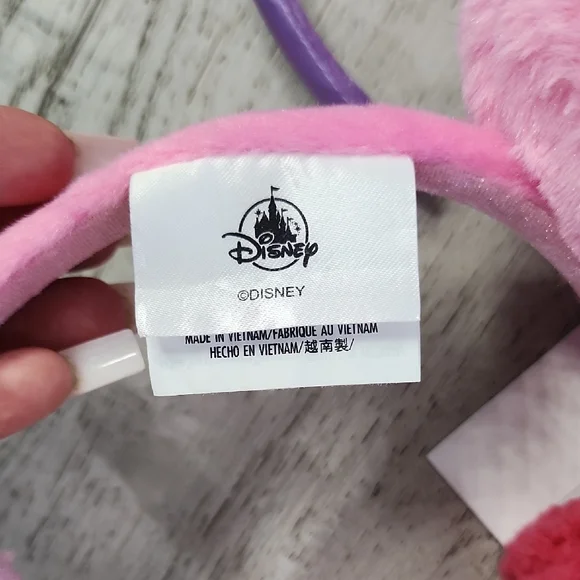 Disney
©DISNEY
MADE IN VIETNAM/FABRIQUE AU VIETNAM
HECHO EN VIETNAM/越南製/